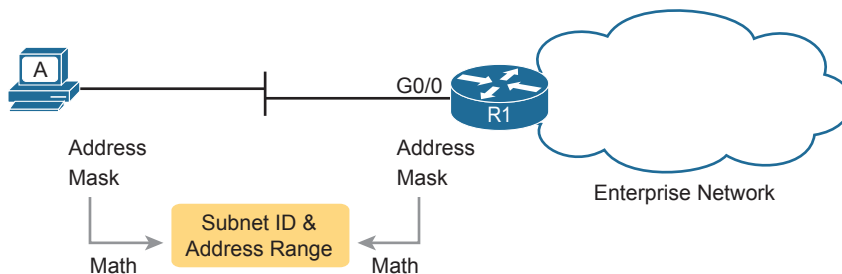 A
G0/0
R1
Address
Mask
Address
Mask
Enterprise Network
Subnet ID &
Address Range
Math
Math